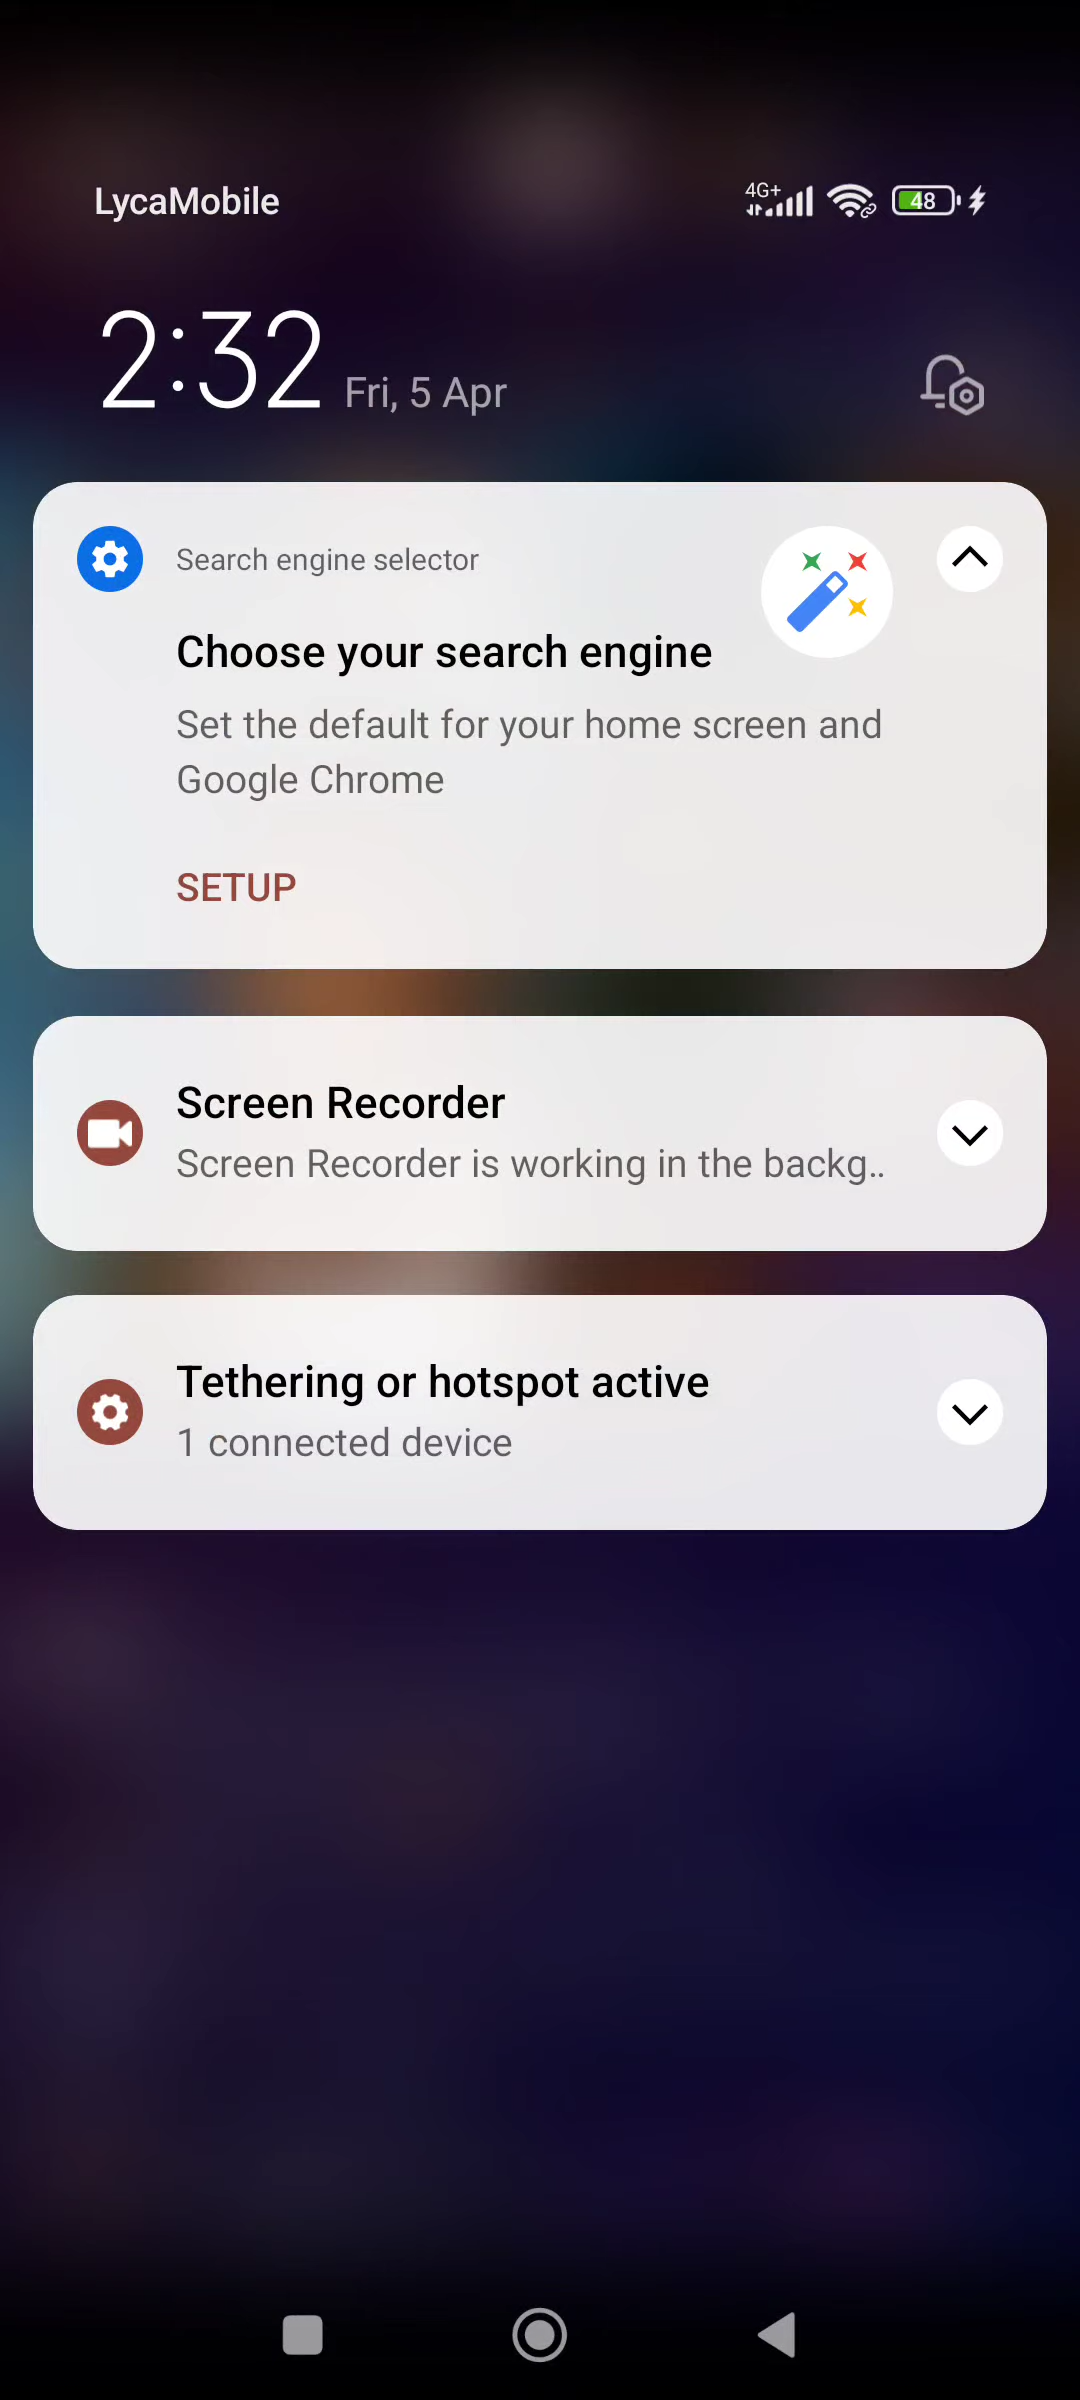 LycaMobile
4G+
48
2:32
Fri, 5 Apr
Search engine selector
Choose your search engine
Set the default for your home screen and
Google Chrome
SETUP
Screen Recorder
Screen Recorder is working in the backg..
Tethering or hotspot active
1 connected device